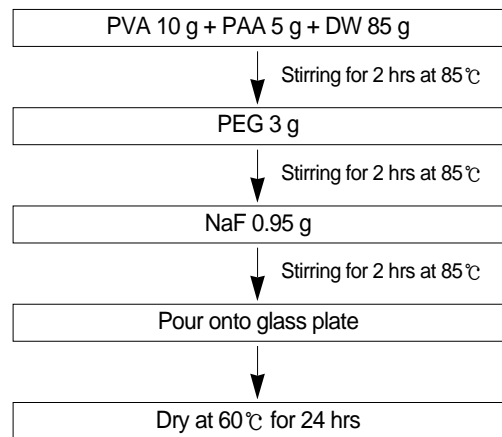 PVA 10 g + PAA 5 g + DW 85 g
Stirring for 2 hrs at 85℃
PEG 3 g
Stirring for 2 hrs at 85℃
NaF 0.95 g
Stirring for 2 hrs at 85℃
Pour onto glass plate
Dry at 60℃ for 24 hrs